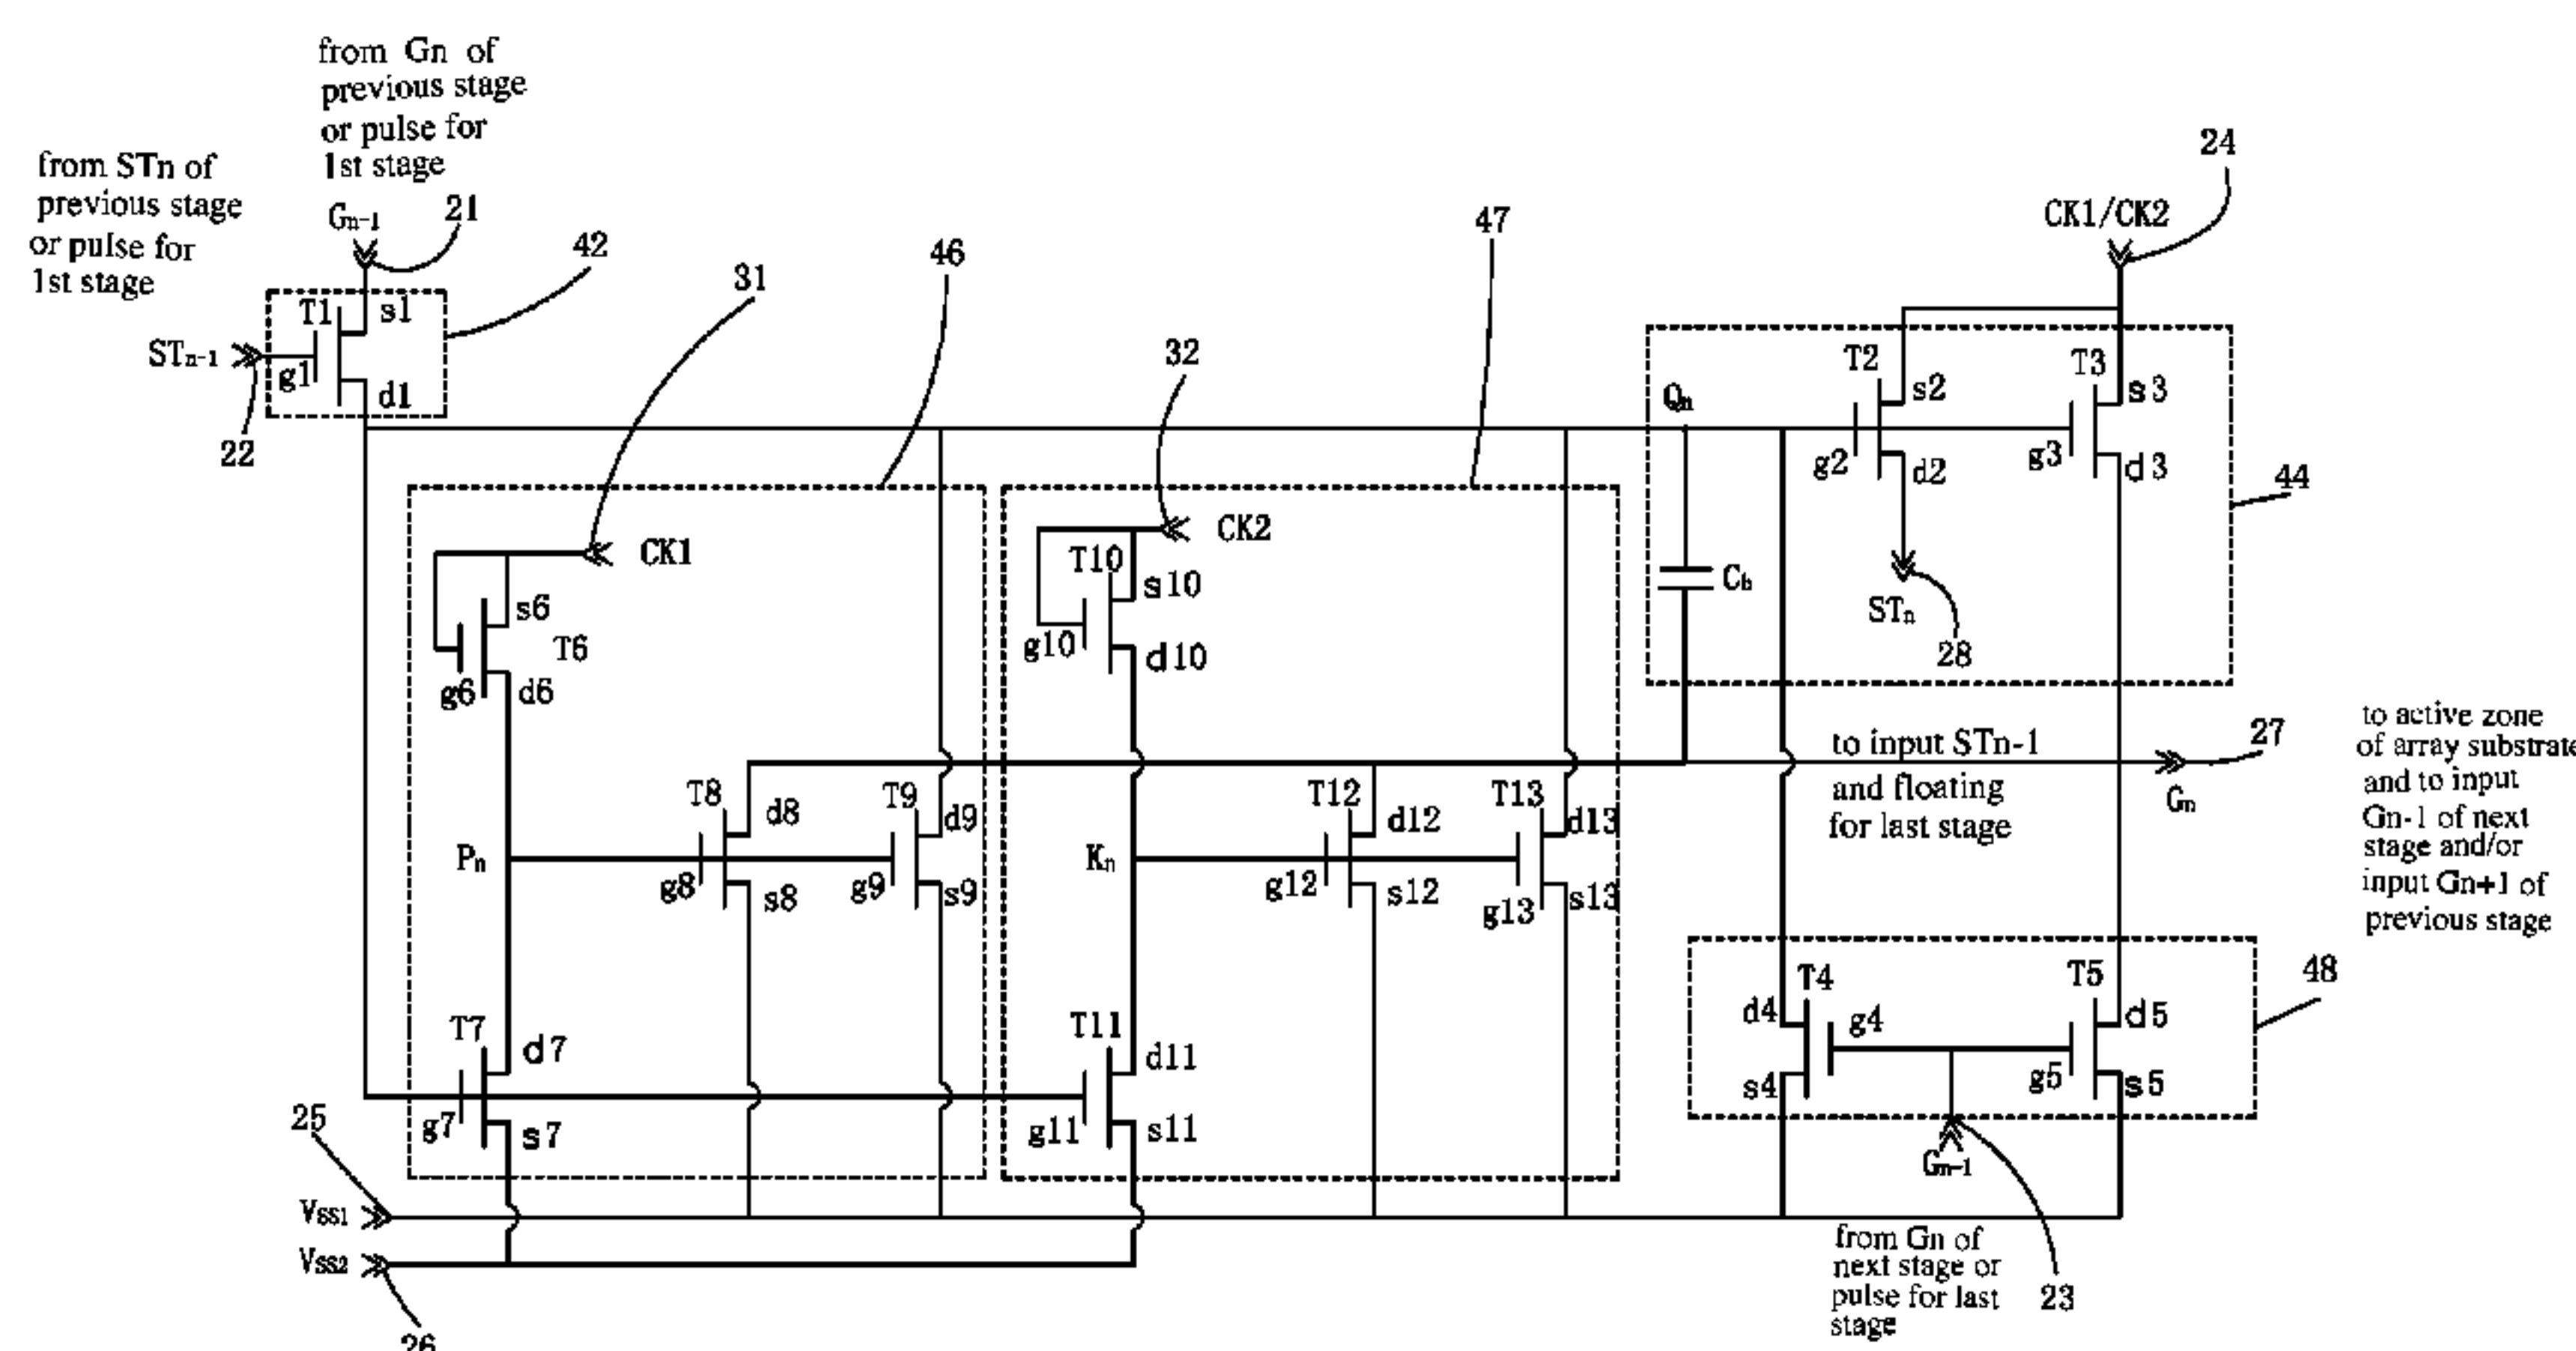 from Gn of
previous stage
or pulse for
1st stage
from STn of
previous stage
or pulse for
1st stage
Gn-1
21
42
31
46
47
32
24
CK1/CK2
T1
s1
STn-1
g1
d1
22
T2
s2
T3
s3
Qn
g2
d2
g3
d3
44
CK1
CK2
T10
s10
g10
d10
s6
T6
g6
d6
Cb
STn
28
to input STn-1
and floating
for last stage
27
Gn
to active zone
of array substrate
and to input
Gn-1 of next
stage and/or
input Gn+1 of
previous stage
T8
d8
T9
d9
T12
d12
T13
d13
Pn
g8
s8
g9
s9
Kn
g12
s12
g13
s13
T4
T5
48
d4
g4
d5
s4
g5
s5
T7
d7
g7
s7
T11
d11
g11
s11
25
Gn-1
VSS1
VSS2
26
from Gn of
next stage or
pulse for last
stage
23